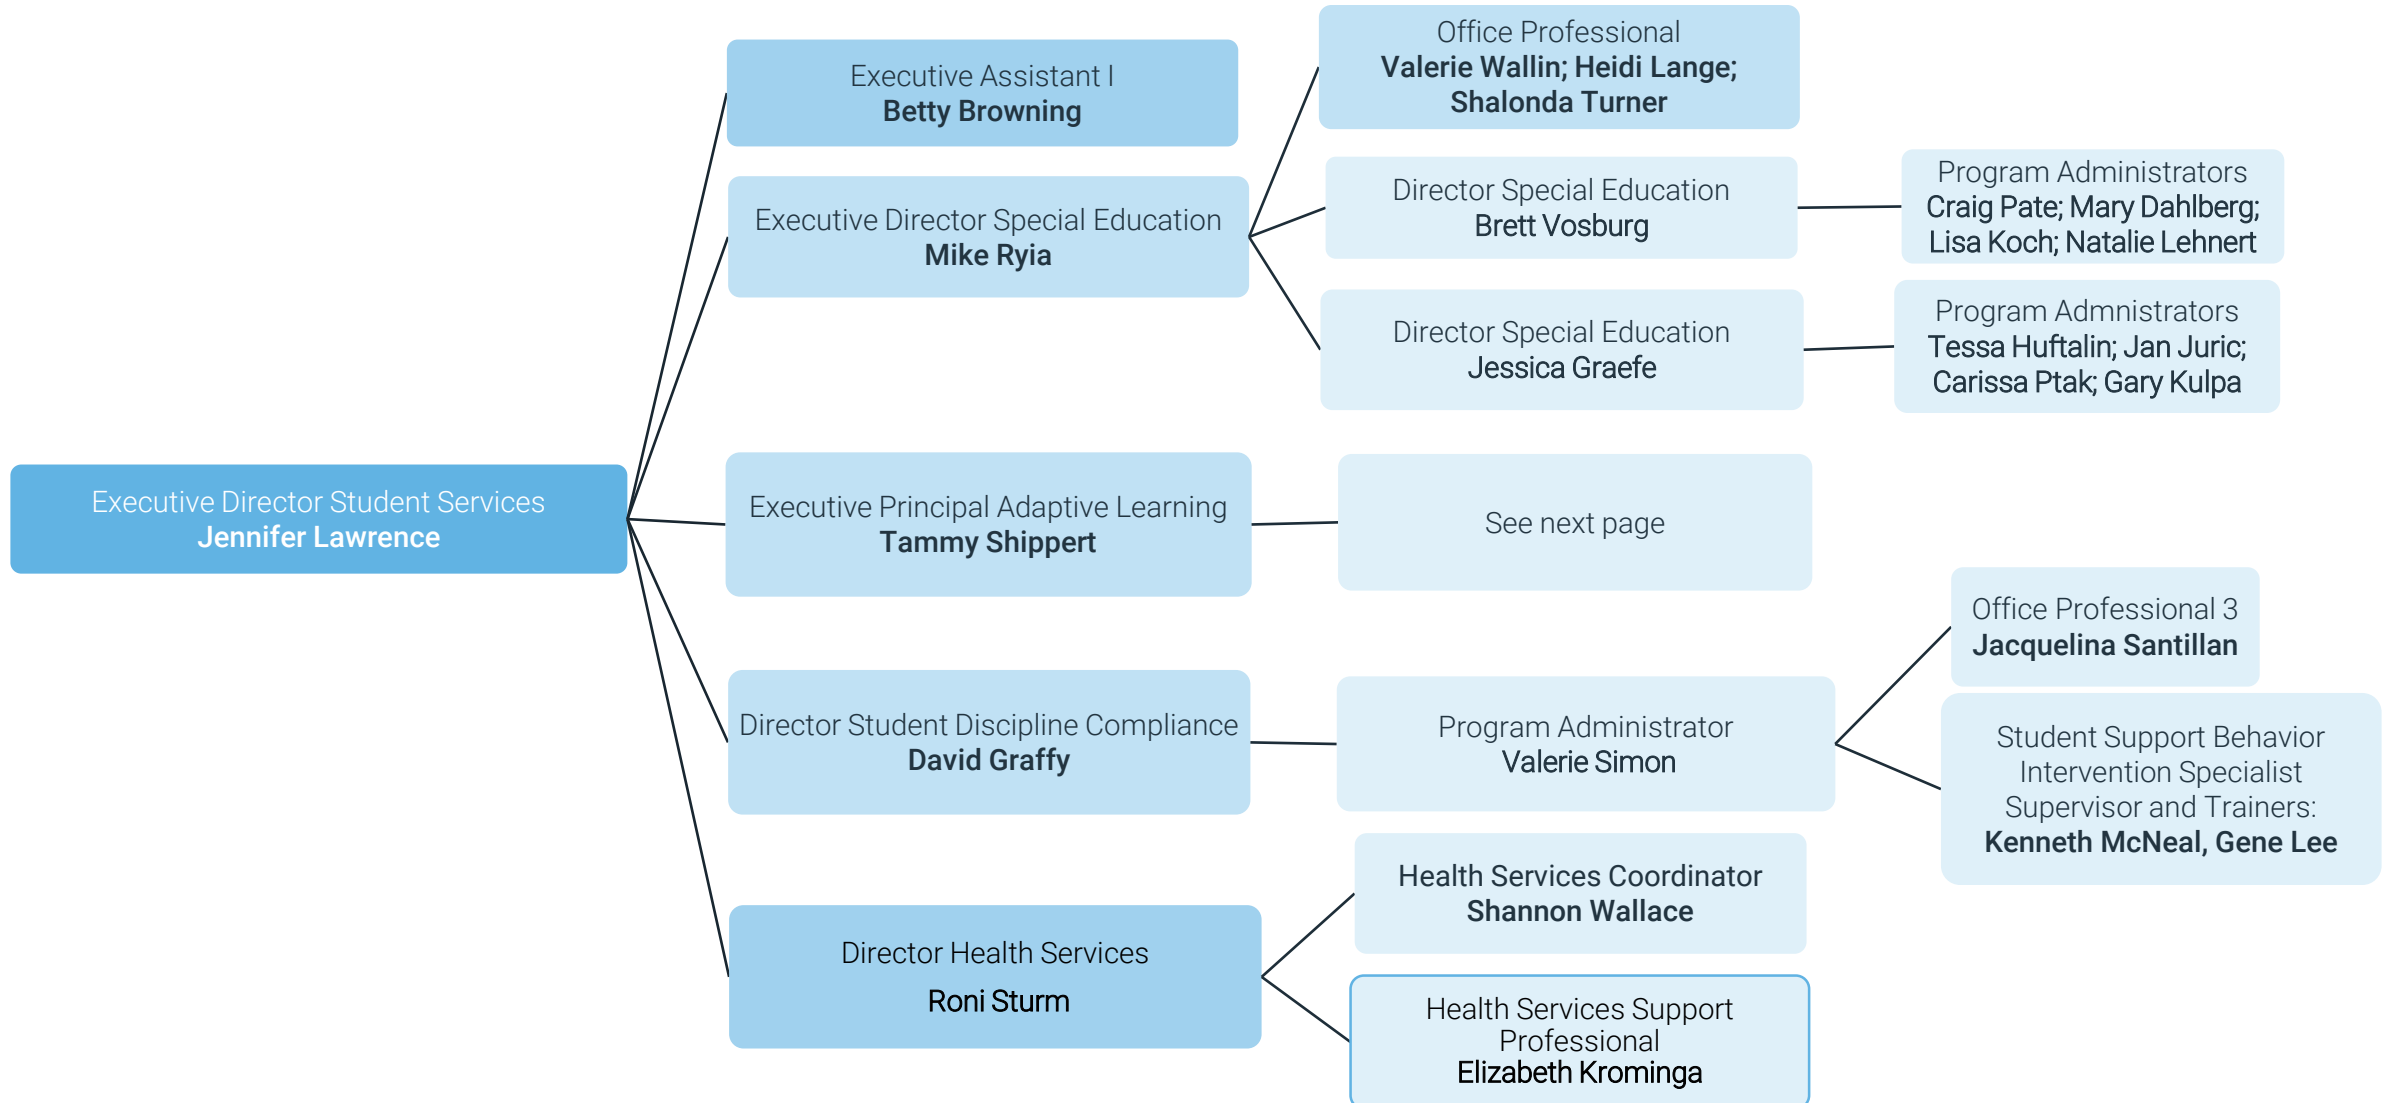 Executive Director Student Services
Jennifer Lawrence
Executive Assistant I
Betty Browning
Executive Director Special Education
Mike Ryia
Office Professional
Valerie Wallin; Heidi Lange;
Shalonda Turner
Director Special Education
Brett Vosburg
Program Administrators
Craig Pate; Mary Dahlberg;
Lisa Koch; Natalie Lehnert
Director Special Education
Jessica Graefe
Program Admnistrators
Tessa Huftalin; Jan Juric;
Carissa Ptak; Gary Kulpa
Executive Principal Adaptive Learning
Tammy Shippert
See next page
Director Student Discipline Compliance
David Graffy
Program Administrator
Valerie Simon
Office Professional 3
Jacquelina Santillan
Student Support Behavior
Intervention Specialist
Supervisor and Trainers:
Kenneth McNeal, Gene Lee
Director Health Services
Roni Sturm
Health Services Coordinator
Shannon Wallace
Health Services Support
Professional
Elizabeth Krominga